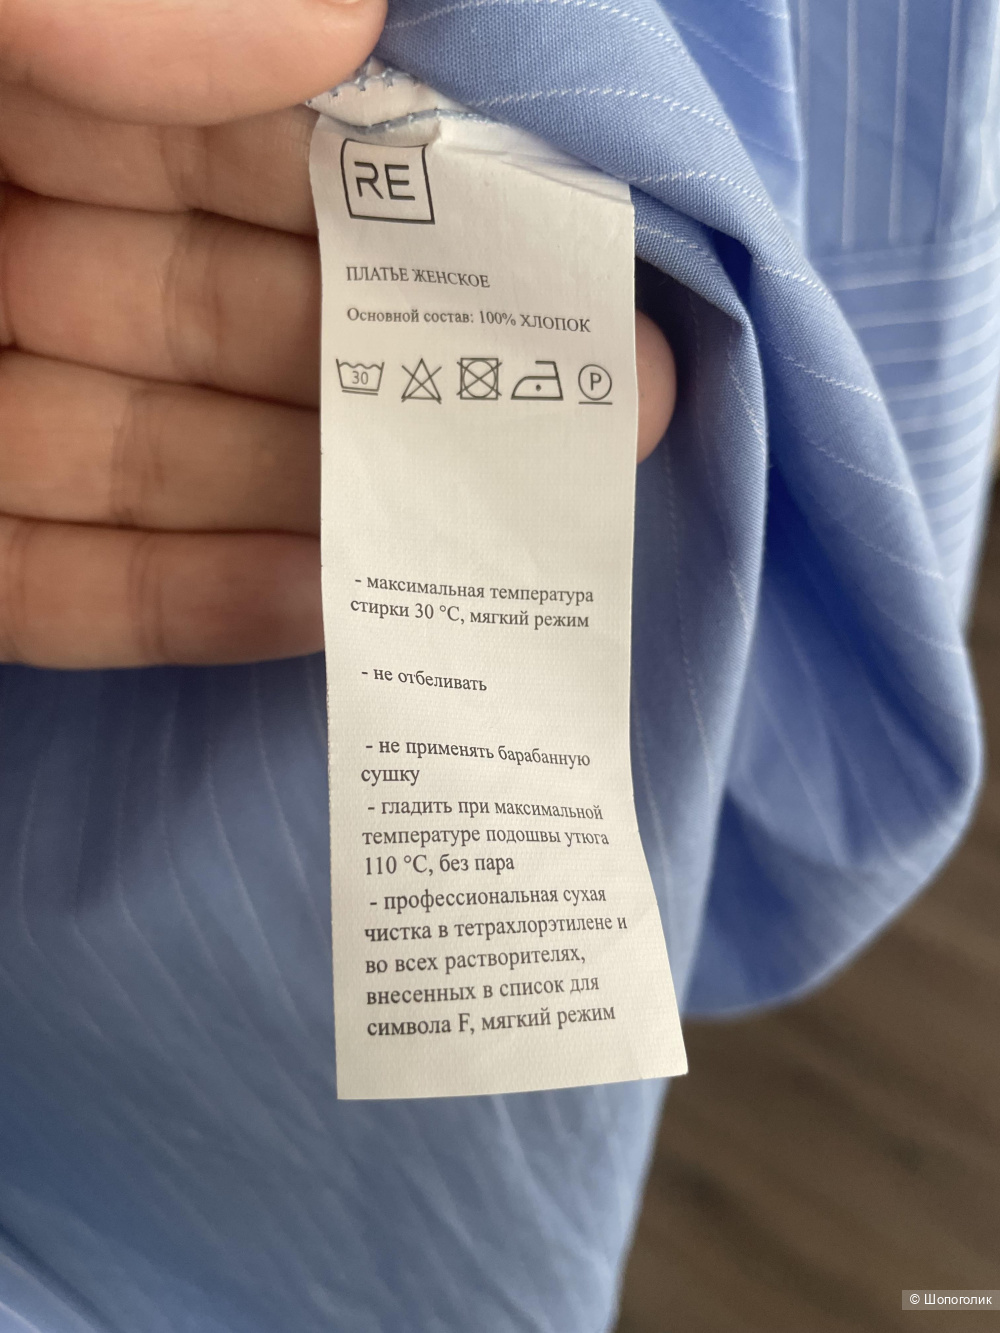 RE
ПЛАТЬЕ ЖЕНСКОЕ
Основной состав: 100% ХЛОПОК
30 P
- максимальная температура
стирки 30 °C, мягкий режим
- не отбеливать
- не применять барабанную
сушку
- гладить при максимальной
температуре подошвы утюга
110 °C, без пара
- профессиональная сухая
чистка в тетрахлорэтилене и
во всех растворителях,
внесенных в список для
символа F, мягкий режим
© Шопоголик